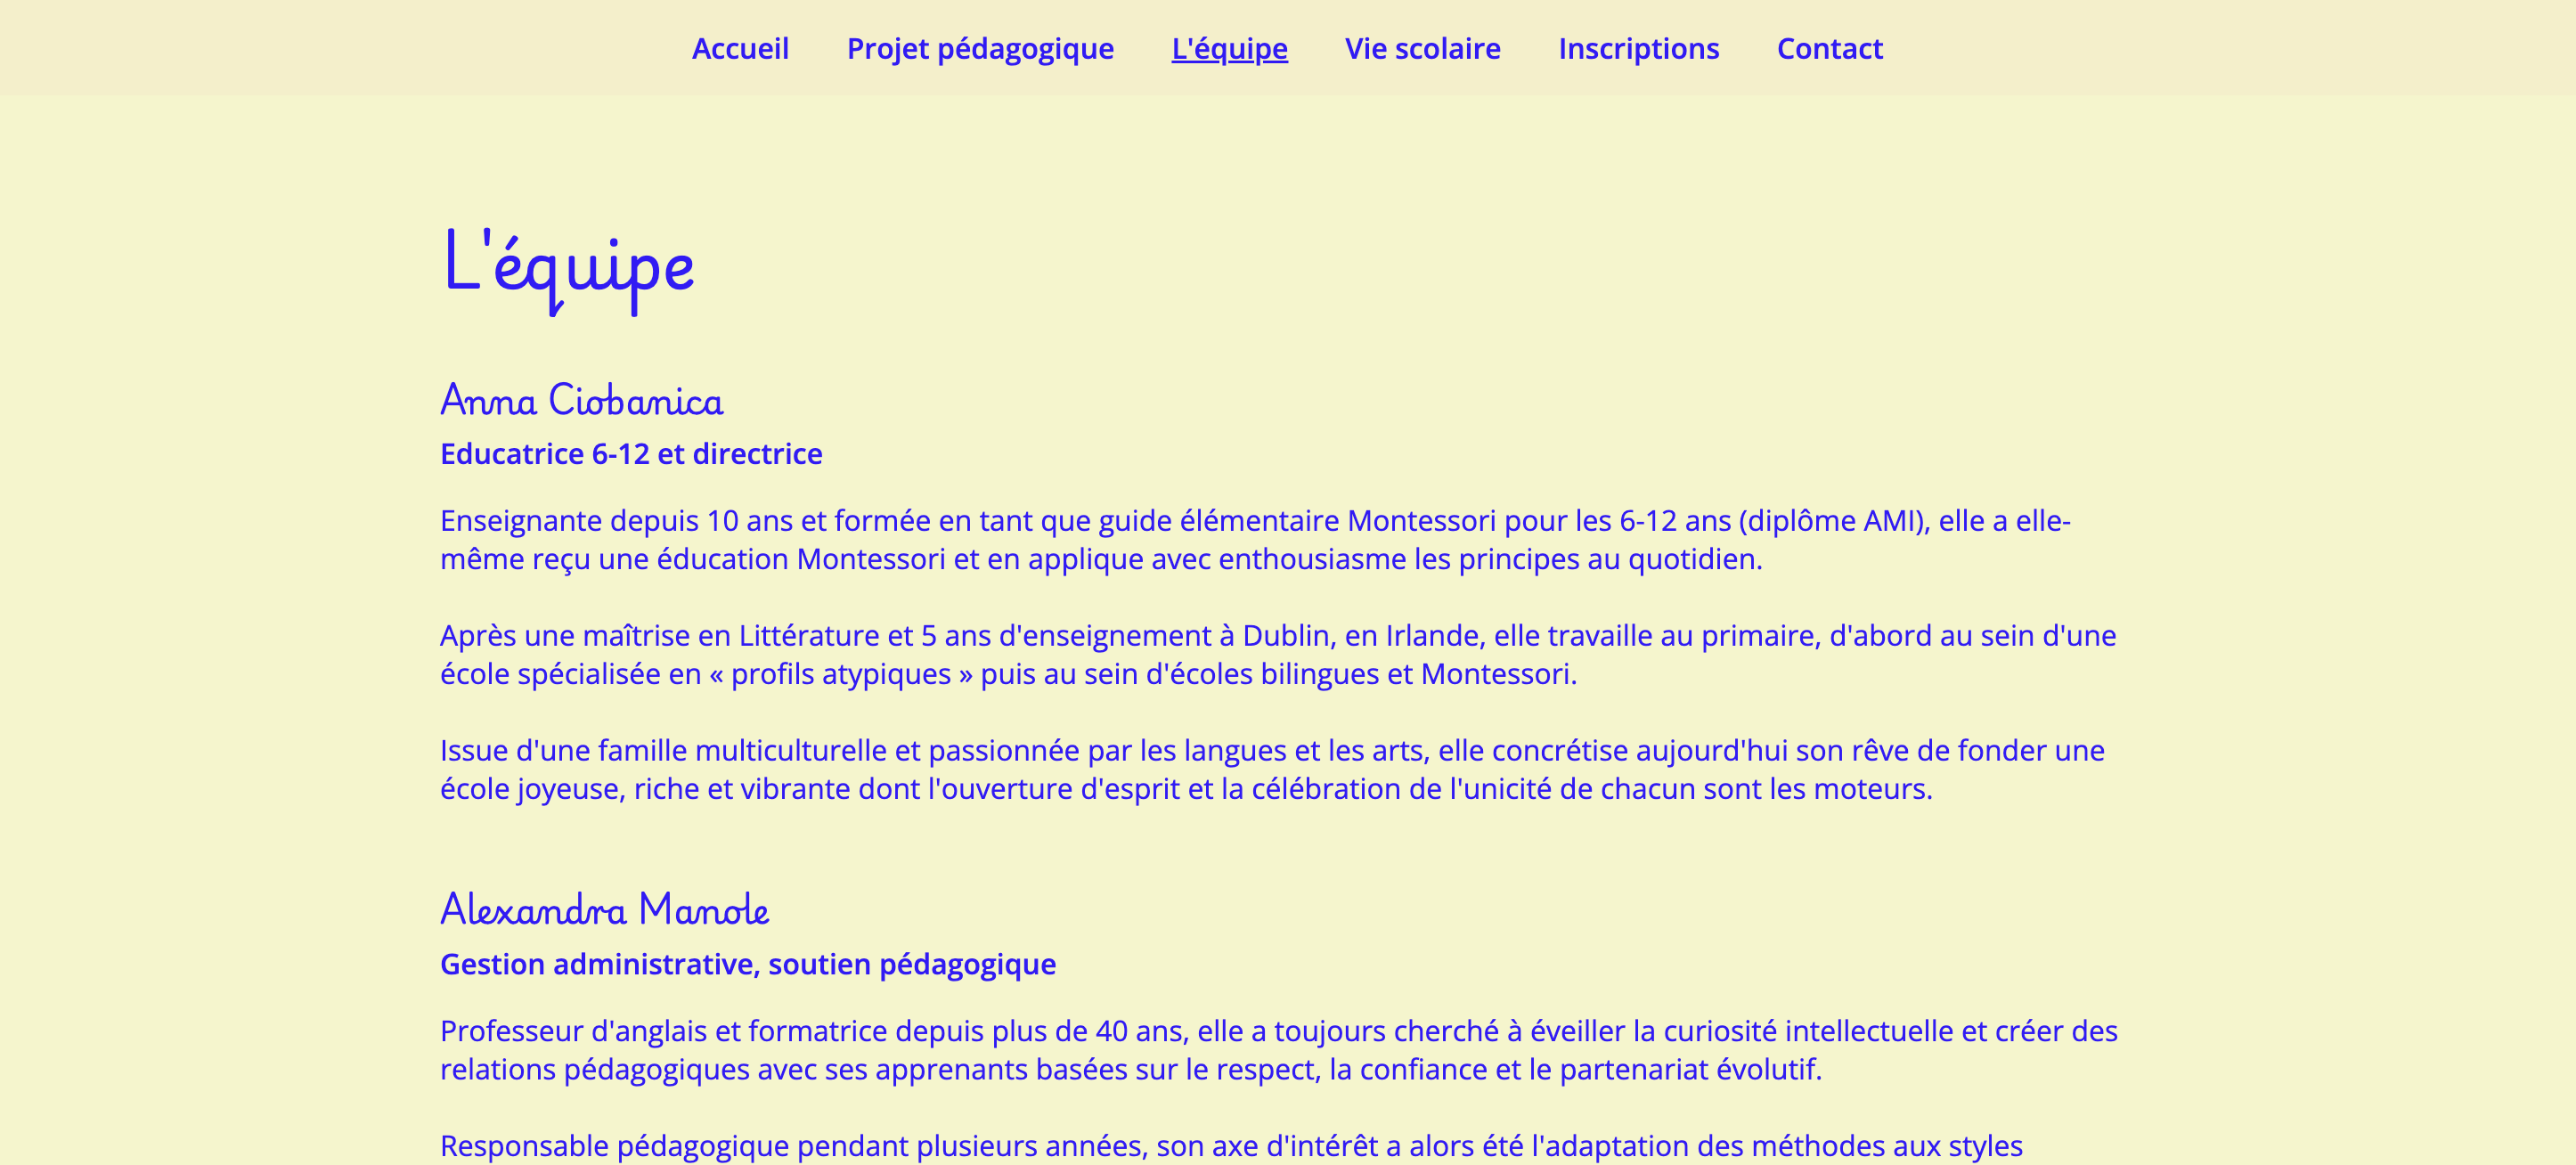 Accueil Projet pédagogique L'équipe Vie scolaire Inscriptions Contact
L'équipe
Anna Ciobanica
Educatrice 6-12 et directrice
Enseignante depuis 10 ans et formée en tant que guide élémentaire Montessori pour les 6-12 ans (diplôme AMI), elle a elle-
même reçu une éducation Montessori et en applique avec enthousiasme les principes au quotidien.
Après une maîtrise en Littérature et 5 ans d'enseignement à Dublin, en Irlande, elle travaille au primaire, d'abord au sein d'une
école spécialisée en « profils atypiques » puis au sein d'écoles bilingues et Montessori.
Issue d'une famille multiculturelle et passionnée par les langues et les arts, elle concrétise aujourd'hui son rêve de fonder une
école joyeuse, riche et vibrante dont l'ouverture d'esprit et la célébration de l'unicité de chacun sont les moteurs.
Alexandra Manole
Gestion administrative, soutien pédagogique
Professeur d'anglais et formatrice depuis plus de 40 ans, elle a toujours cherché à éveiller la curiosité intellectuelle et créer des
relations pédagogiques avec ses apprenants basées sur le respect, la confiance et le partenariat évolutif.
Responsable pédagogique pendant plusieurs années, son axe d'intérêt a alors été l'adaptation des méthodes aux styles